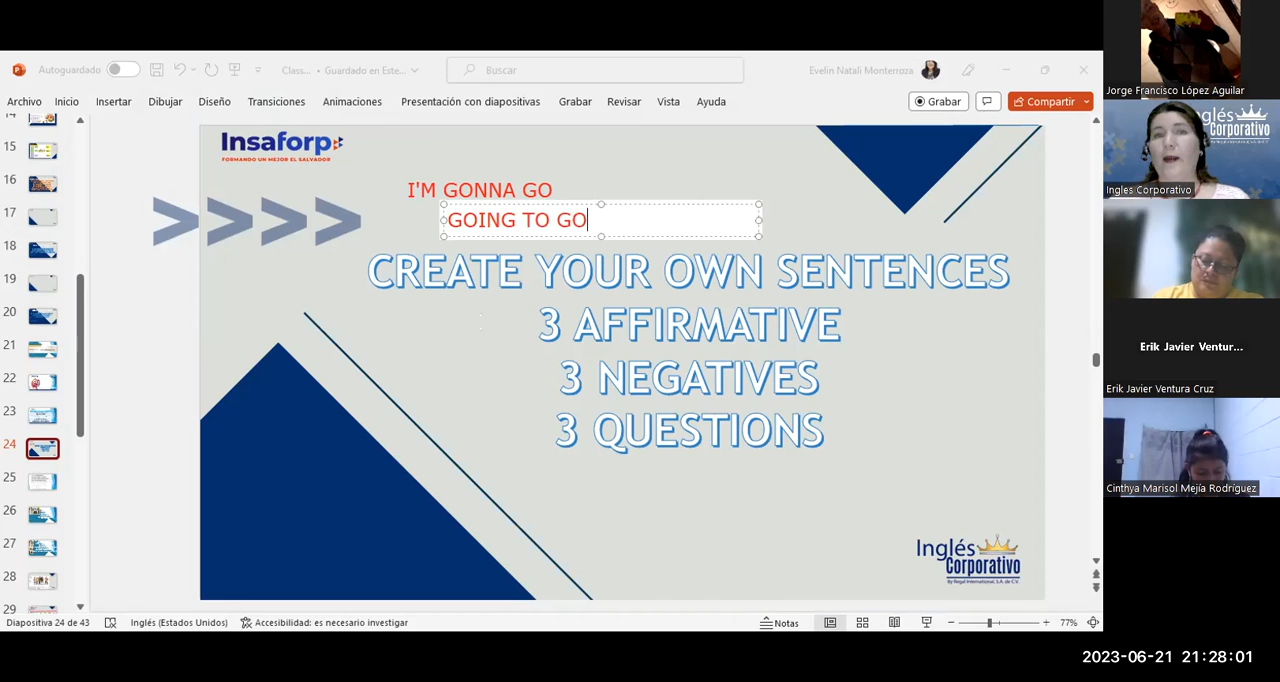 Autoguardado
Class... • Guardado en Este...
Buscar
Evelin Natali Monterroza
Archivo Inicio Insertar Dibujar Diseño Transiciones Animaciones Presentación con diapositivas Grabar Revisar Vista Ayuda
Grabar
Compartir
14
15
16
17
18
19
20
21
22
23
24
25
26
27
28
29
Insaforp
FORMANDO UN MEJOR EL SALVADOR
>>>>
I'M GONNA GO
GOING TO GO
CREATE YOUR OWN SENTENCES
3 AFFIRMATIVE
3 NEGATIVES
3 QUESTIONS
Inglés
Corporativo
By Regal International, S.A. de C.V.
Diapositiva 24 de 43
Inglés (Estados Unidos)
Accesibilidad: es necesario investigar
Notas
77%
Jorge Francisco López Aguilar
Inglés
Corporativo
Ingles Corporativo
Erik Javier Ventur...
Erik Javier Ventura Cruz
Cinthya Marisol Mejía Rodríguez
2023-06-21 21:28:01